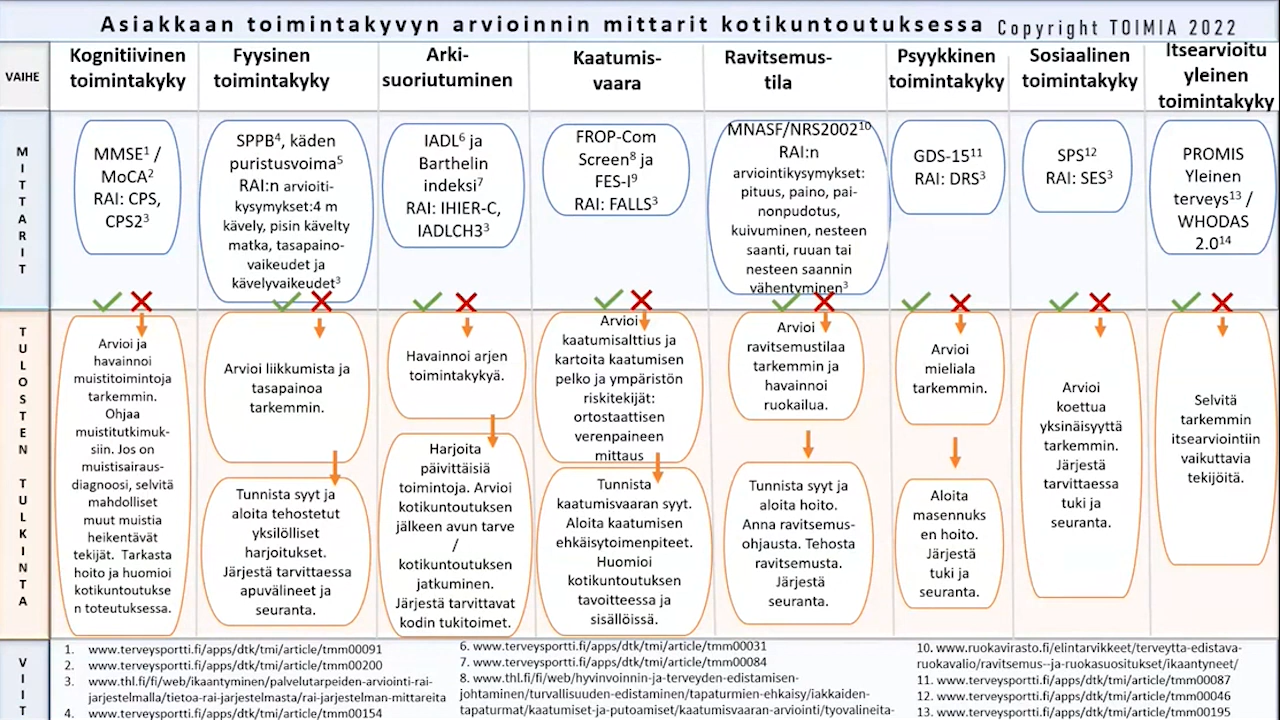 Asiakkaan toimintakyvyn arvioinnin mittarit kotikuntoutuksessa Copyright TOIMIA 2022
VAIHE
Kognitiivinen
toimintakyky
Fyysinen
toimintakyky
Arki-
suoriutuminen
Kaatumis-
vaara
Ravitsemus-
tila
Psyykkinen
toimintakyky
Sosiaalinen
toimintakyky
Itsearvioitu
yleinen
toimintakyky
MITTARIT
MMSE¹ /
MoCA²
RAI: CPS,
CPS2³
SPPB⁴, käden
puristusvoima⁵
RAI:n arvioiti-
kysymykset:4 m
kävely, pisin kävelty
matka, tasapaino-
vaikeudet ja
kävelyvaikeudet³
IADL⁶ ja
Barthelin
indeksi⁷
RAI: IHIER-C,
IADLCH3³
FROP-Com
Screen⁸ ja
FES-I⁹
RAI: FALLS³
MNASF/NRS2002¹⁰
RAI:n
arviointikysymykset:
pituus, paino, pai-
nonpudotus,
kuivuminen, nesteen
saanti, ruuan tai
nesteen saannin
vähentyminen³
GDS-15¹¹
RAI: DRS³
SPS¹²
RAI: SES³
PROMIS
Yleinen
terveys¹³ /
WHODAS
2.0¹⁴
TULOSTEN TULKINTA
Arvioi ja
havainnoi
muistitoimintoja
tarkemmin.
Ohjaa
muistitutkimuk-
siin. Jos on
muistisairaus-
diagnoosi, selvitä
mahdolliset
muut muistia
heikentävät
tekijät. Tarkasta
hoito ja huomioi
kotikuntoutukse
n toteutuksessa.
Arvioi liikkumista ja
tasapainoa
tarkemmin.
Tunnista syyt ja
aloita tehostetut
yksilölliset
harjoitukset.
Järjestä tarvittaessa
apuvälineet ja
seuranta.
Havainnoi arjen
toimintakykyä.
Harjoita
päivittäisiä
toimintoja. Arvioi
kotikuntoutuksen
jälkeen avun tarve
/
kotikuntoutuksen
jatkuminen.
Järjestä tarvittavat
kodin tukitoimet.
Arvioi
kaatumisalttius ja
kartoita kaatumisen
pelko ja ympäristön
riskitekijät:
ortostaattisen
verenpaineen
mittaus
Tunnista
kaatumisvaaran syyt.
Aloita kaatumisen
ehkäisytoimenpiteet.
Huomioi
kotikuntoutuksen
tavoitteessa ja
sisällöissä.
Arvioi
ravitsemustilaa
tarkemmin ja
havainnoi
ruokailua.
Tunnista syyt ja
aloita hoito.
Anna ravitsemus-
ohjausta. Tehosta
ravitsemusta.
Järjestä
seuranta.
Arvioi
mieliala
tarkemmin.
Aloita
masennuks
en hoito.
Järjestä
tuki ja
seuranta.
Arvioi
koettua
yksinäisyyttä
tarkemmin.
Järjestä
tarvittaessa
tuki ja
seuranta.
Selvitä
tarkemmin
itsearviointiin
vaikuttavia
tekijöitä.
VIIT
1. www.terveysportti.fi/apps/dtk/tmi/article/tmm00091
2. www.terveysportti.fi/apps/dtk/tmi/article/tmm00200
3. www.thl.fi/fi/web/ikaantyminen/palvelutarpeiden-arviointi-rai-
jarjestelmalla/tietoa-rai-jarjestelmasta/rai-jarjestelman-mittareita
4. www.terveysportti.fi/apps/dtk/tmi/article/tmm00154
6. www.terveysportti.fi/apps/dtk/tmi/article/tmm00031
7. www.terveysportti.fi/apps/dtk/tmi/article/tmm00084
8. www.thl.fi/fi/web/hyvinvoinnin-ja-terveyden-edistamisen-
johtaminen/turvallisuuden-edistaminen/tapaturmien-ehkaisy/iakkaiden-
tapaturmat/kaatumiset-ja-putoamiset/kaatumisvaaran-arviointi/tyovalineita-
10. www.ruokavirasto.fi/elintarvikkeet/terveytta-edistava-
ruokavalio/ravitsemus--ja-ruokasuositukset/ikaantyneet/
11. www.terveysportti.fi/apps/dtk/tmi/article/tmm00087
12. www.terveysportti.fi/apps/dtk/tmi/article/tmm00046
13. www.terveysportti.fi/apps/dtk/tmi/article/tmm00195